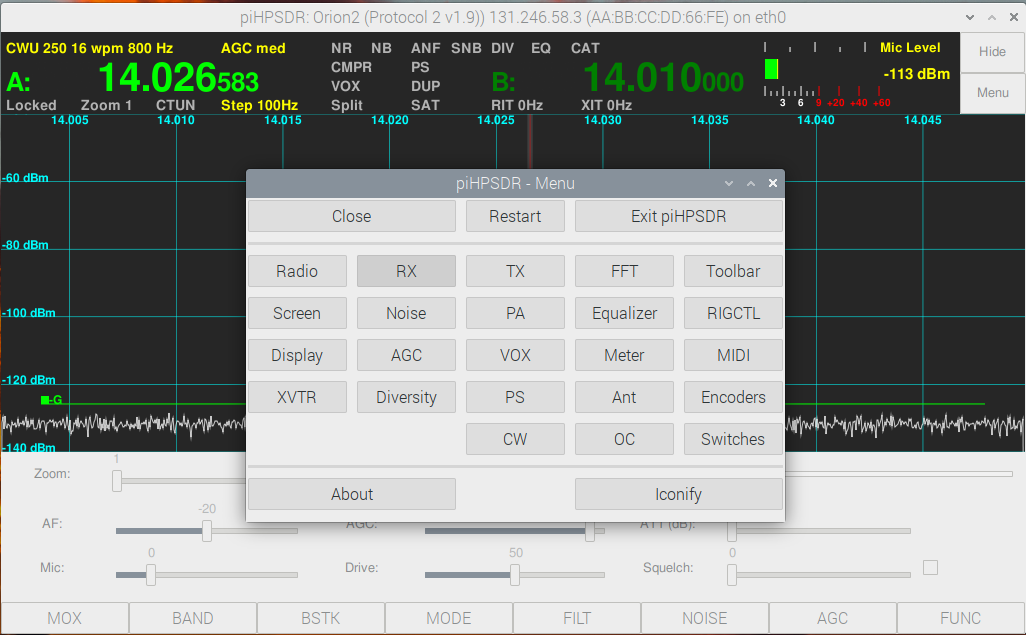 piHPSDR: Orion2 (Protocol 2 v1.9)) 131.246.58.3 (AA:BB:CC:DD:66:FE) on eth0
CWU 250 16 wpm 800 Hz AGC med NR NB ANF SNB DIV EQ CAT Mic Level Hide
CMPR PS
A: 14.026583 VOX DUP B: 14.010000 -113 dBm Menu
Locked Zoom 1 CTUN Step 100Hz Split SAT RIT 0Hz XIT 0Hz 3 6 9 +20 +40 +60
14.005 14.010 14.015 14.020 14.025 14.030 14.035 14.040 14.045
-60 dBm
piHPSDR - Menu
Close Restart Exit piHPSDR
-80 dBm
Radio RX TX FFT Toolbar
Screen Noise PA Equalizer RIGCTL
-100 dBm
Display AGC VOX Meter MIDI
-120 dBm
XVTR Diversity PS Ant Encoders
-G
CW OC Switches
-140 dBm
1
Zoom:
About Iconify
-20
AF: AGC: ATT (dB):
0 50 0
Mic: Drive: Squelch:
MOX BAND BSTK MODE FILT NOISE AGC FUNC